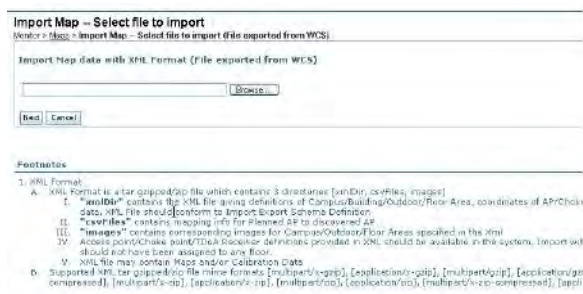 Import Map – Select file to import
Monitor > Maps > Import Map – Select file to import (File exported from WCS)
Import Map data with XML Format (File exported from WCS)
Browse...
Next Cancel
Footnotes
1. XML Format
A. XML Format is a tar gzipped/zip file which contains 3 directories [xmlDir, csvFiles, images]
I. "xmlDir" contains the XML file giving definitions of Campus/Building/Outdoor/Floor Area, coordinates of AP/Choke
data. XML File should conform to Import Export Schema Definition
II. "csvFiles" contains mapping info for Planned AP to discovered AP
III. "images" contains corresponding images for Campus/Outdoor/Floor Areas specified in the Xml
IV. Access point/Choke point/TDoA Receiver definitions provided in XML should be available in the system. Import
should not have been assigned to any floor.
V. XML file may contain Maps and/or Calibration Data
B. Supported XML tar gzipped/zip file mime formats [multipart/x-gzip], [application/x-gzip], [multipart/gzip], [application/
compressed], [multipart/x-zip], [application/x-zip], [multipart/zip], [application/zip], [multipart/x-zip-compressed],